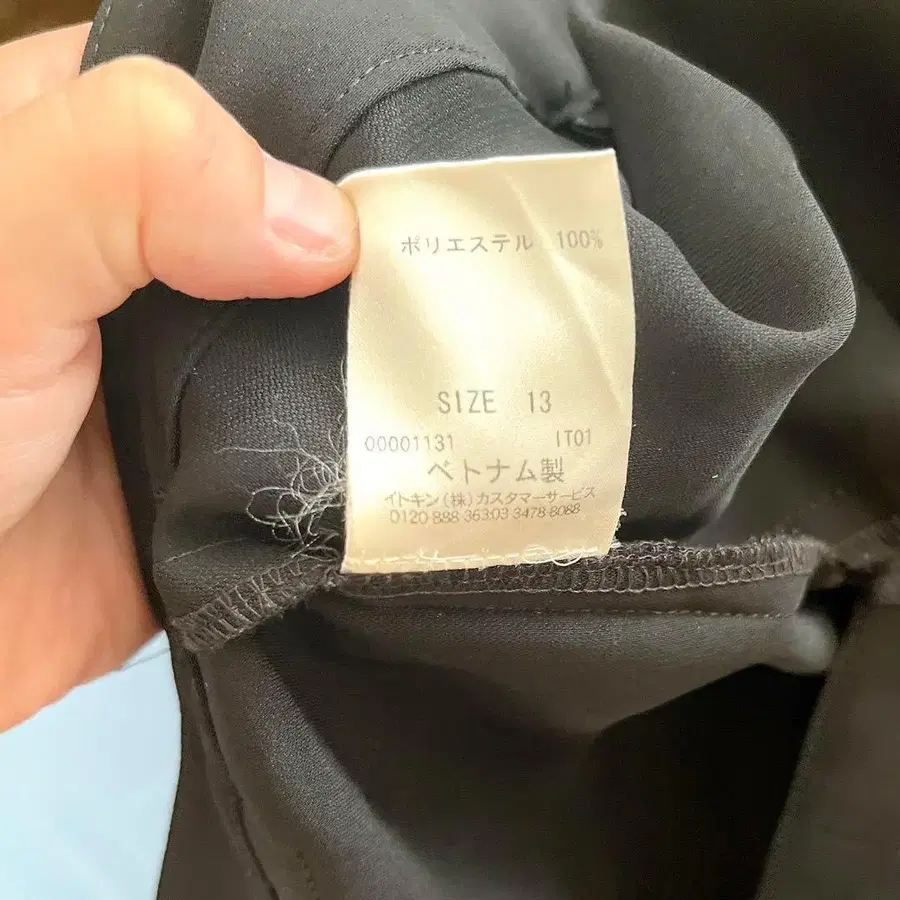 ポリエステル 100%
SIZE 13
00001131 IT01
ベトナム製
イトキン(株)カスタマーサービス
0120-888-363:03-3478-8088